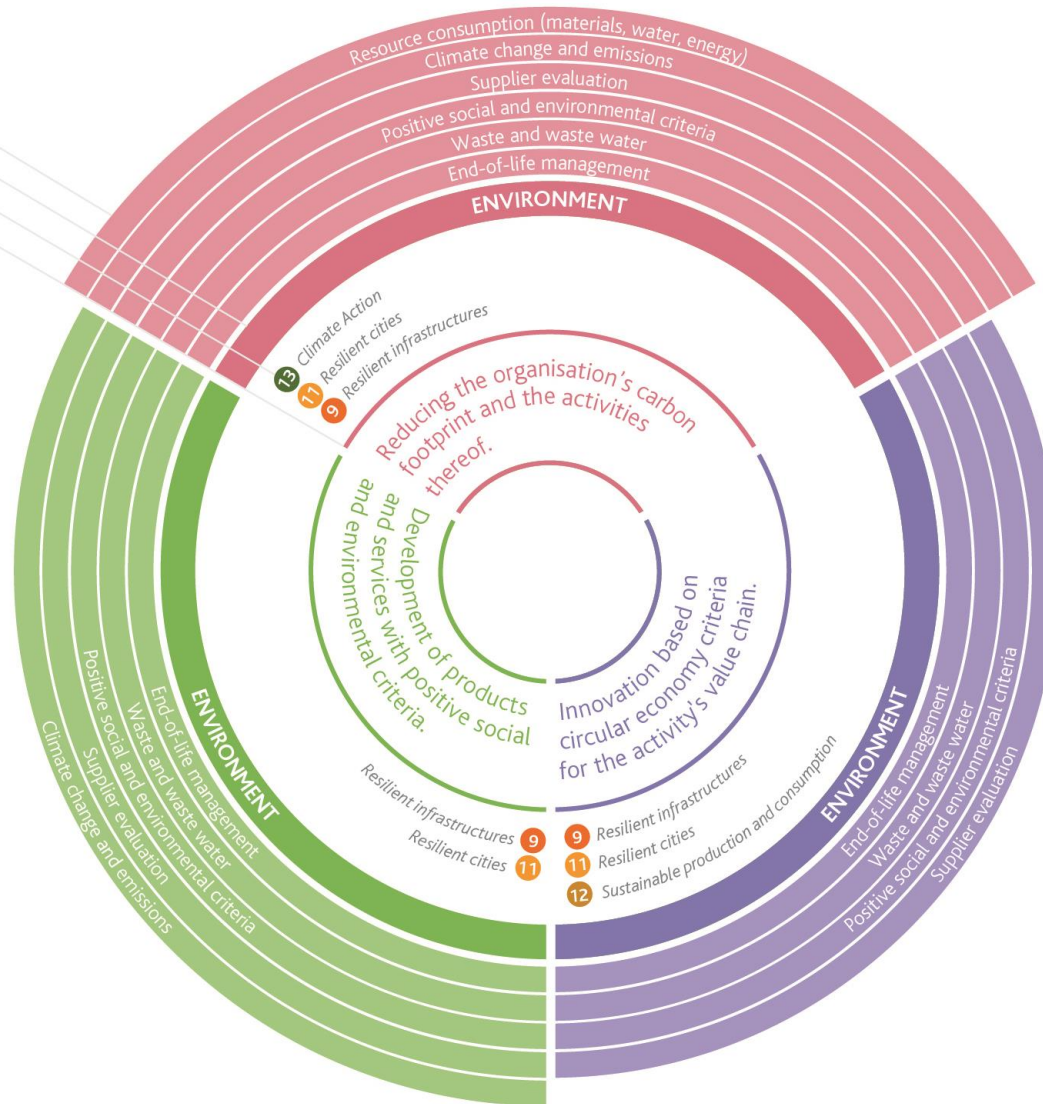 Resource consumption (materials, water, energy)
Climate change and emissions
Supplier evaluation
Positive social and environmental criteria
Waste and waste water
End-of-life management
ENVIRONMENT
13 Climate Action
11 Resilient cities
9 Resilient infrastructures
Reducing the organisation's carbon
footprint and the activities
thereof.
Development of products
and services with positive social
and environmental criteria.
Innovation based on
circular economy criteria
for the activity's value chain.
Resilient infrastructures 9
Resilient cities 11
9 Resilient infrastructures
11 Resilient cities
12 Sustainable production and consumption
ENVIRONMENT
End-of-life management
Waste and waste water
Positive social and environmental criteria
Supplier evaluation
Climate change and emissions
ENVIRONMENT
End-of-life management
Waste and waste water
Positive social and environmental criteria
Supplier evaluation